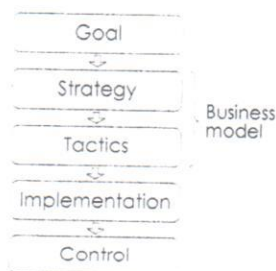 Goal
Strategy
Business
model
Tactics
Implementation
Control